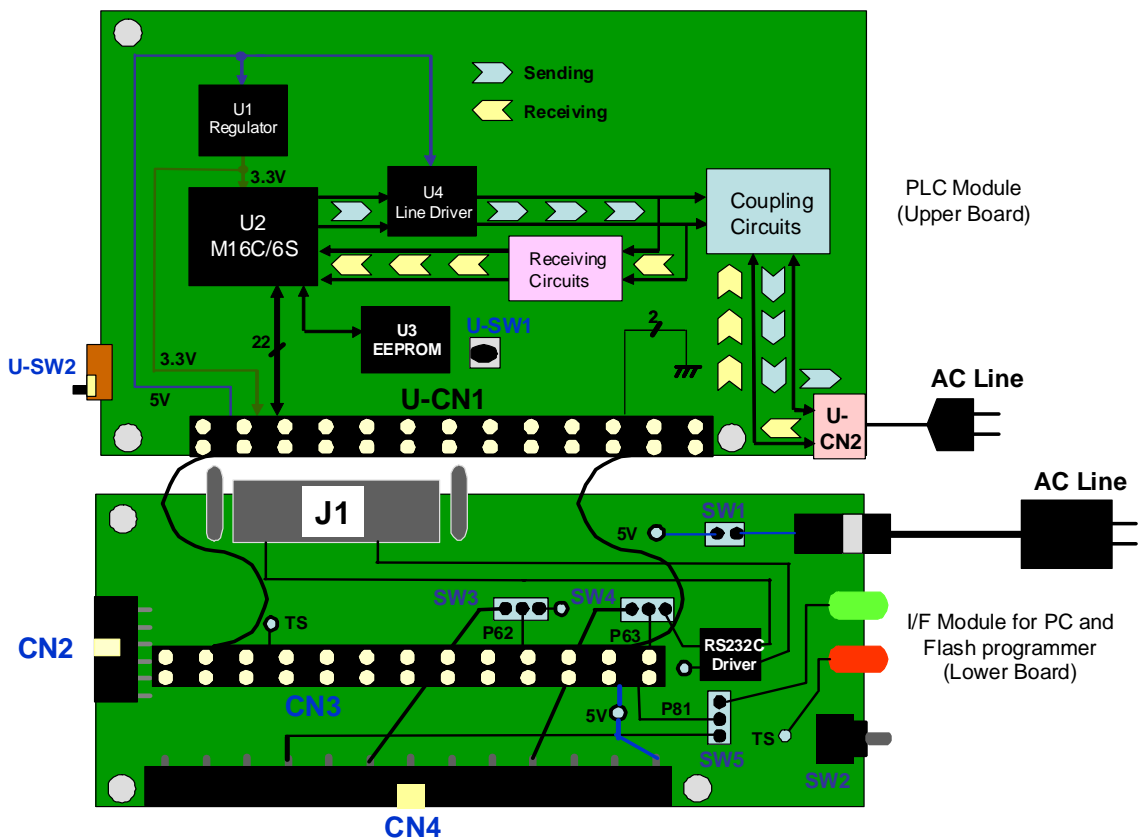 U1
Regulator
Sending
Receiving
3.3V
U4
Line Driver
Coupling
Circuits
PLC Module
(Upper Board)
U2
M16C/6S
Receiving
Circuits
U3
EEPROM
U-SW1
2
22
3.3V
U-SW2
5V
U-CN1
AC Line
U-
CN2
J1
AC Line
5V
SW1
SW3
SW4
TS
P62
P63
RS232C
Driver
I/F Module for PC and
Flash programmer
(Lower Board)
CN2
CN3
5V
P81
TS
SW5
SW2
CN4